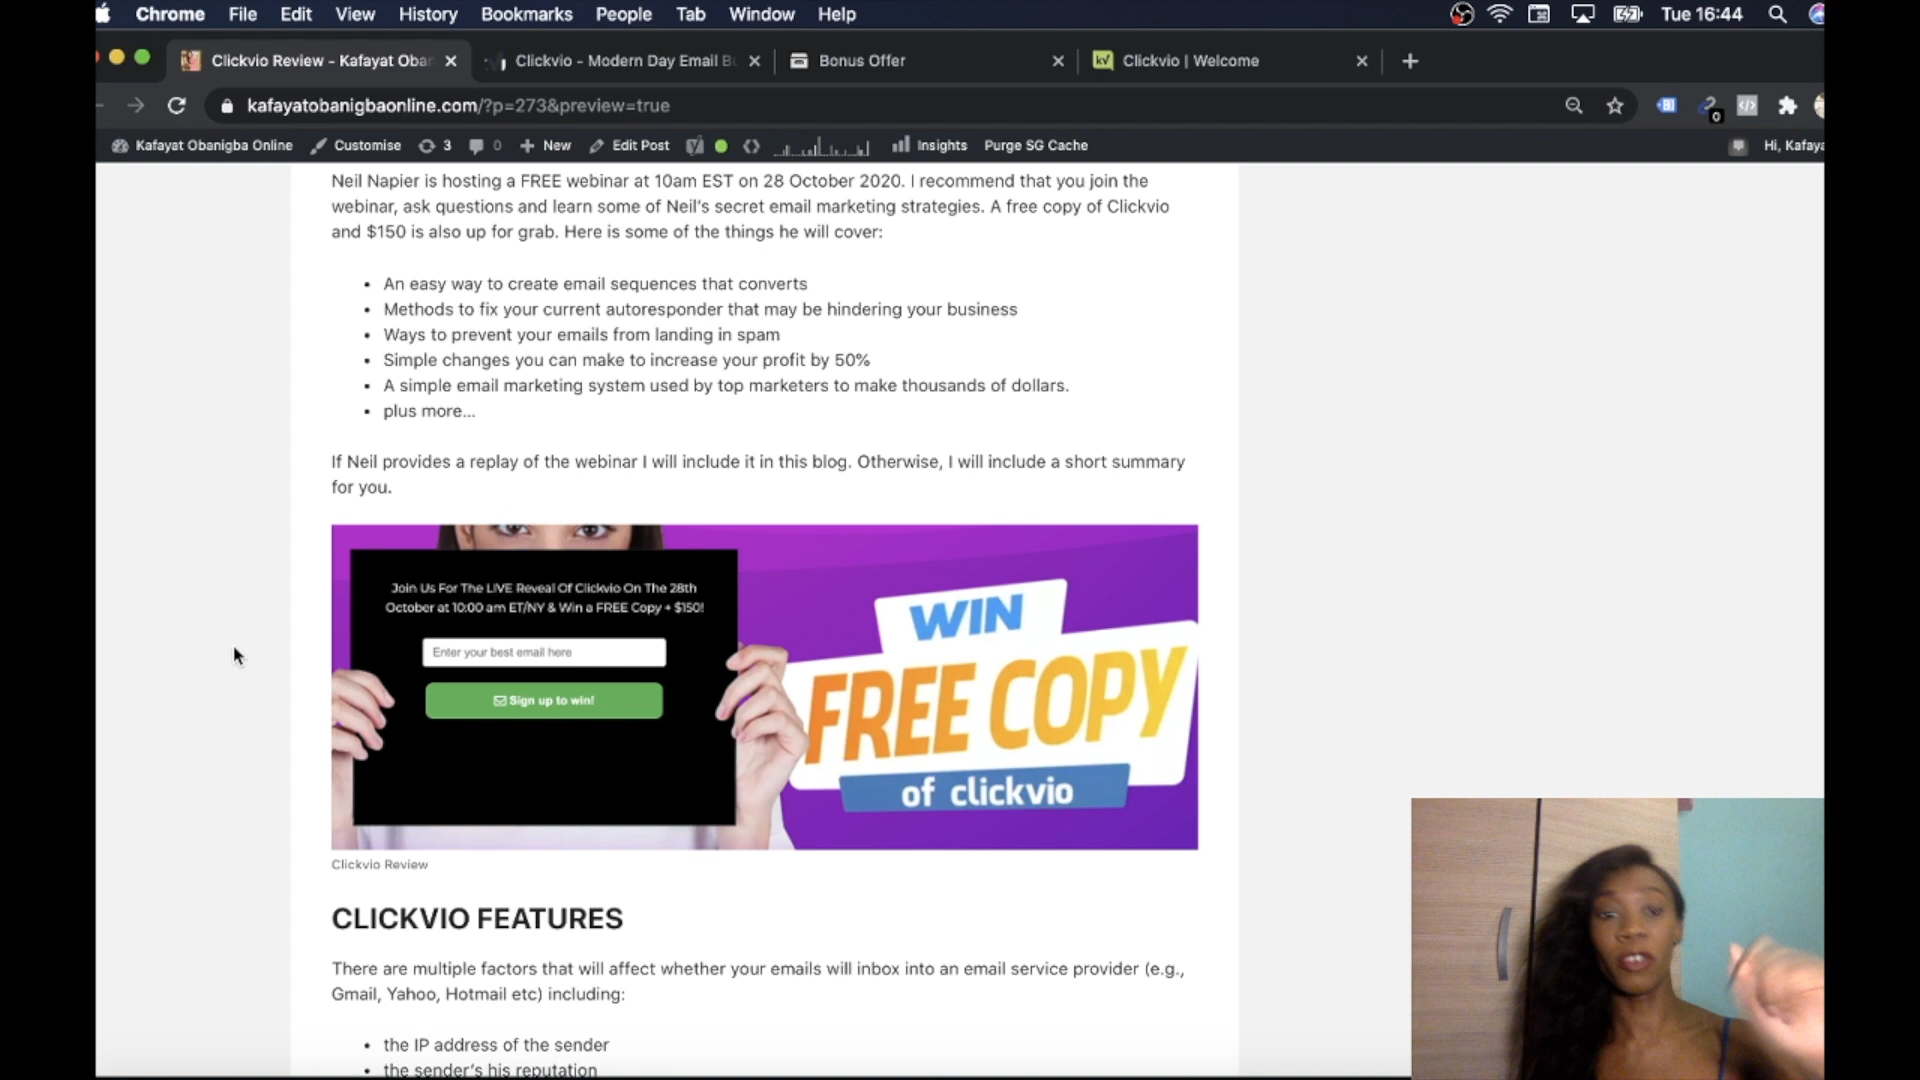 Chrome File Edit View History Bookmarks People Tab Window Help Tue 16:44
Clickvio Review - Kafayat Oban Clickvio - Modern Day Email B Bonus Offer Clickvio | Welcome
kafayatobanigbaonline.com/?p=273&preview=true 0
Kafayat Obanigba Online Customise 3 0 New Edit Post Insights Purge SG Cache Hi, Kafaya
Neil Napier is hosting a FREE webinar at 10am EST on 28 October 2020. I recommend that you join the
webinar, ask questions and learn some of Neil's secret email marketing strategies. A free copy of Clickvio
and $150 is also up for grab. Here is some of the things he will cover:
• An easy way to create email sequences that converts
• Methods to fix your current autoresponder that may be hindering your business
• Ways to prevent your emails from landing in spam
• Simple changes you can make to increase your profit by 50%
• A simple email marketing system used by top marketers to make thousands of dollars.
• plus more...
If Neil provides a replay of the webinar I will include it in this blog. Otherwise, I will include a short summary
for you.
Join Us For The LIVE Reveal Of Clickvio On The 28th
October at 10:00 am ET/NY & Win a FREE Copy + $150!
Enter your best email here
Sign up to win!
WIN
FREE COPY
of clickvio
Clickvio Review
CLICKVIO FEATURES
There are multiple factors that will affect whether your emails will inbox into an email service provider (e.g.,
Gmail, Yahoo, Hotmail etc) including:
• the IP address of the sender
• the sender's his reputation